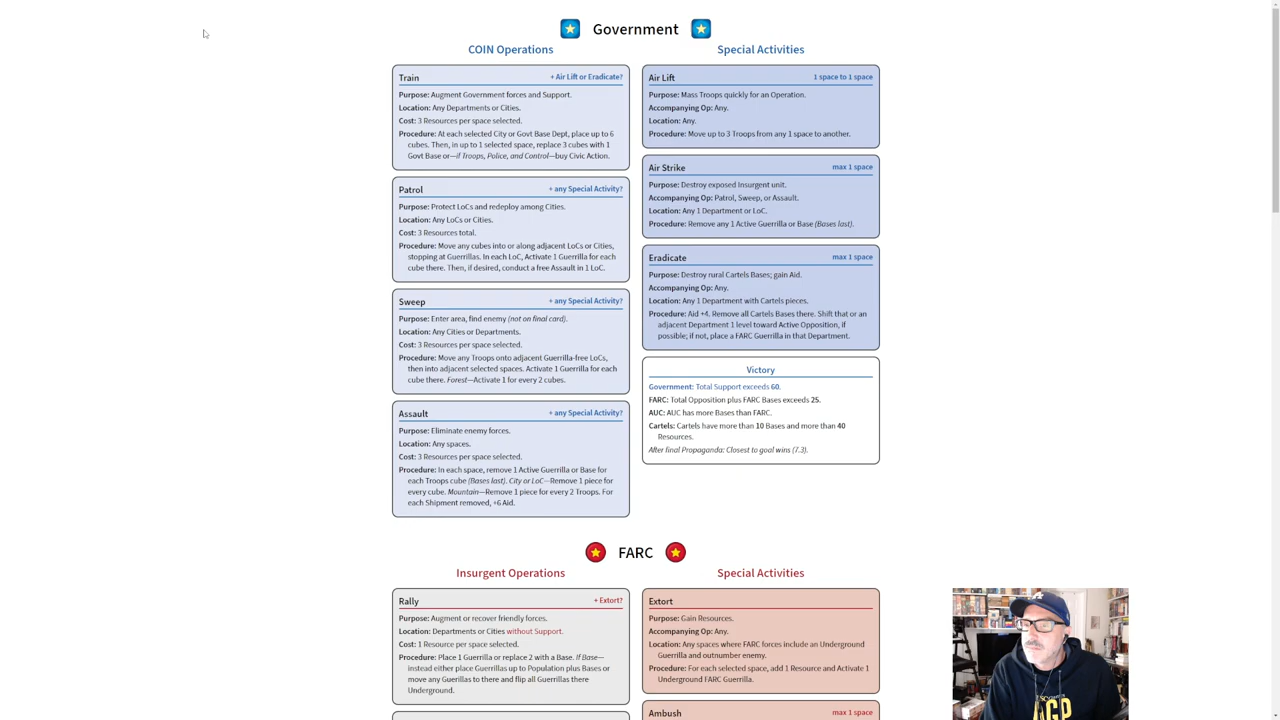 Government
COIN Operations
Train + Air Lift or Eradicate?
Purpose: Augment Government forces and Support.
Location: Any Departments or Cities.
Cost: 3 Resources per space selected.
Procedure: At each selected City or Govt Base Dept, place up to 6
cubes. Then, in up to 1 selected space, replace 3 cubes with 1
Govt Base or—if Troops, Police, and Control—buy Civic Action.
Patrol + any Special Activity?
Purpose: Protect LoCs and redeploy among Cities.
Location: Any LoCs or Cities.
Cost: 3 Resources total.
Procedure: Move any cubes into or along adjacent LoCs or Cities,
stopping at Guerrillas. In each LoC, Activate 1 Guerrilla for each
cube there. Then, if desired, conduct a free Assault in 1 LoC.
Sweep + any Special Activity?
Purpose: Enter area, find enemy (not on final card).
Location: Any Cities or Departments.
Cost: 3 Resources per space selected.
Procedure: Move any Troops onto adjacent Guerrilla-free LoCs,
then into adjacent selected spaces. Activate 1 Guerrilla for each
cube there. Forest—Activate 1 for every 2 cubes.
Assault + any Special Activity?
Purpose: Eliminate enemy forces.
Location: Any spaces.
Cost: 3 Resources per space selected.
Procedure: In each space, remove 1 Active Guerrilla or Base for
each Troops cube (Bases last). City or LoC—Remove 1 piece for
every cube. Mountain—Remove 1 piece for every 2 Troops. For
each Shipment removed, +6 Aid.
Special Activities
Air Lift 1 space to 1 space
Purpose: Mass Troops quickly for an Operation.
Accompanying Op: Any.
Location: Any.
Procedure: Move up to 3 Troops from any 1 space to another.
Air Strike max 1 space
Purpose: Destroy exposed Insurgent unit.
Accompanying Op: Patrol, Sweep, or Assault.
Location: Any 1 Department or LoC.
Procedure: Remove any 1 Active Guerrilla or Base (Bases last).
Eradicate max 1 space
Purpose: Destroy rural Cartels Bases; gain Aid.
Accompanying Op: Any.
Location: Any 1 Department with Cartels pieces.
Procedure: Aid +4. Remove all Cartels Bases there. Shift that or an
adjacent Department 1 level toward Active Opposition, if
possible; if not, place a FARC Guerrilla in that Department.
Victory
Government: Total Support exceeds 60.
FARC: Total Opposition plus FARC Bases exceeds 25.
AUC: AUC has more Bases than FARC.
Cartels: Cartels have more than 10 Bases and more than 40
Resources.
After final Propaganda: Closest to goal wins (7.3).
FARC
Insurgent Operations
Rally + Extort?
Purpose: Augment or recover friendly forces.
Location: Departments or Cities without Support.
Cost: 1 Resource per space selected.
Procedure: Place 1 Guerrilla or replace 2 with a Base. If Base—
instead either place Guerrillas up to Population plus Bases or
move any Guerillas to there and flip all Guerrillas there
Underground.
Special Activities
Extort
Purpose: Gain Resources.
Accompanying Op: Any.
Location: Any spaces where FARC forces include an Underground
Guerrilla and outnumber enemy.
Procedure: For each selected space, add 1 Resource and Activate 1
Underground FARC Guerrilla.
Ambush max 1 space